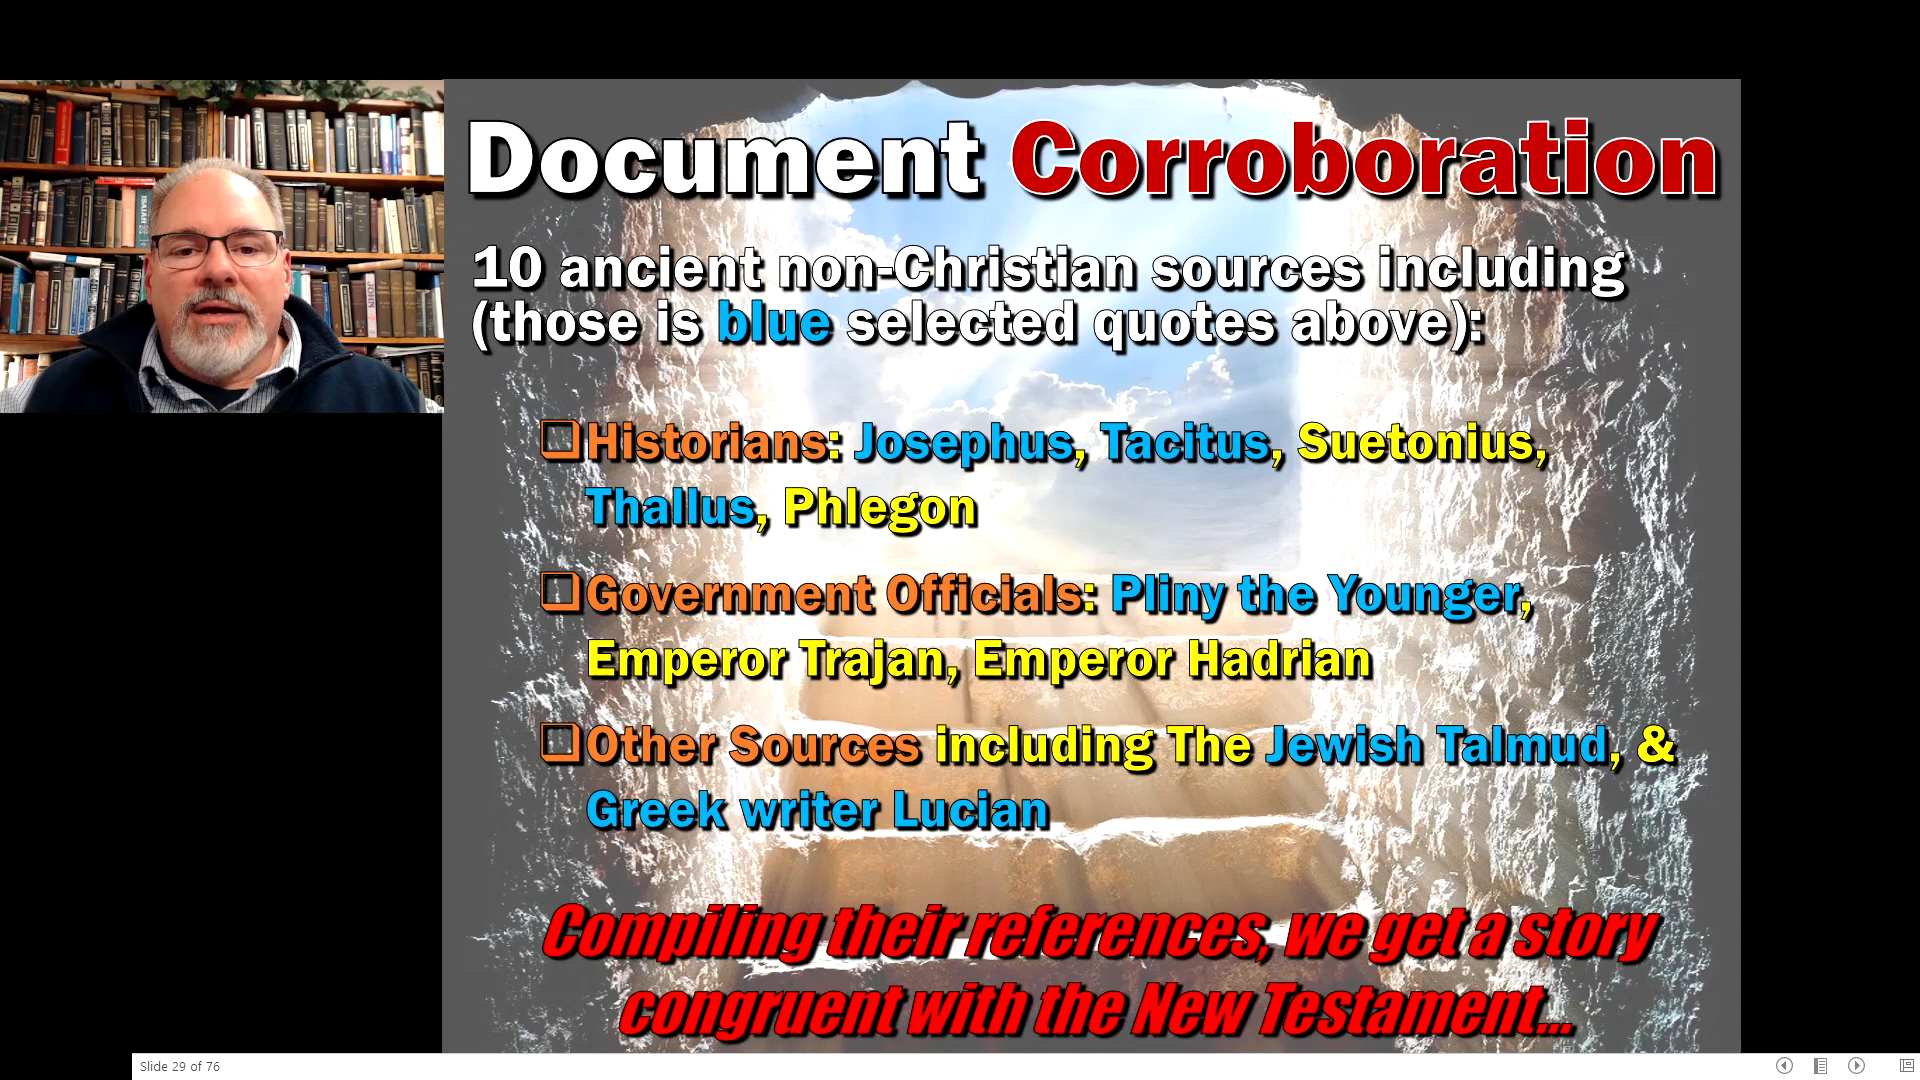 Document Corroboration
10 ancient non-Christian sources including
(those is blue selected quotes above):
Historians: Josephus, Tacitus, Suetonius,
Thallus, Phlegon
Government Officials: Pliny the Younger,
Emperor Trajan, Emperor Hadrian
Other Sources including The Jewish Talmud, &
Greek writer Lucian
Compiling their references, we get a story
congruent with the New Testament...
Slide 29 of 76
ISAIAH
JOHN